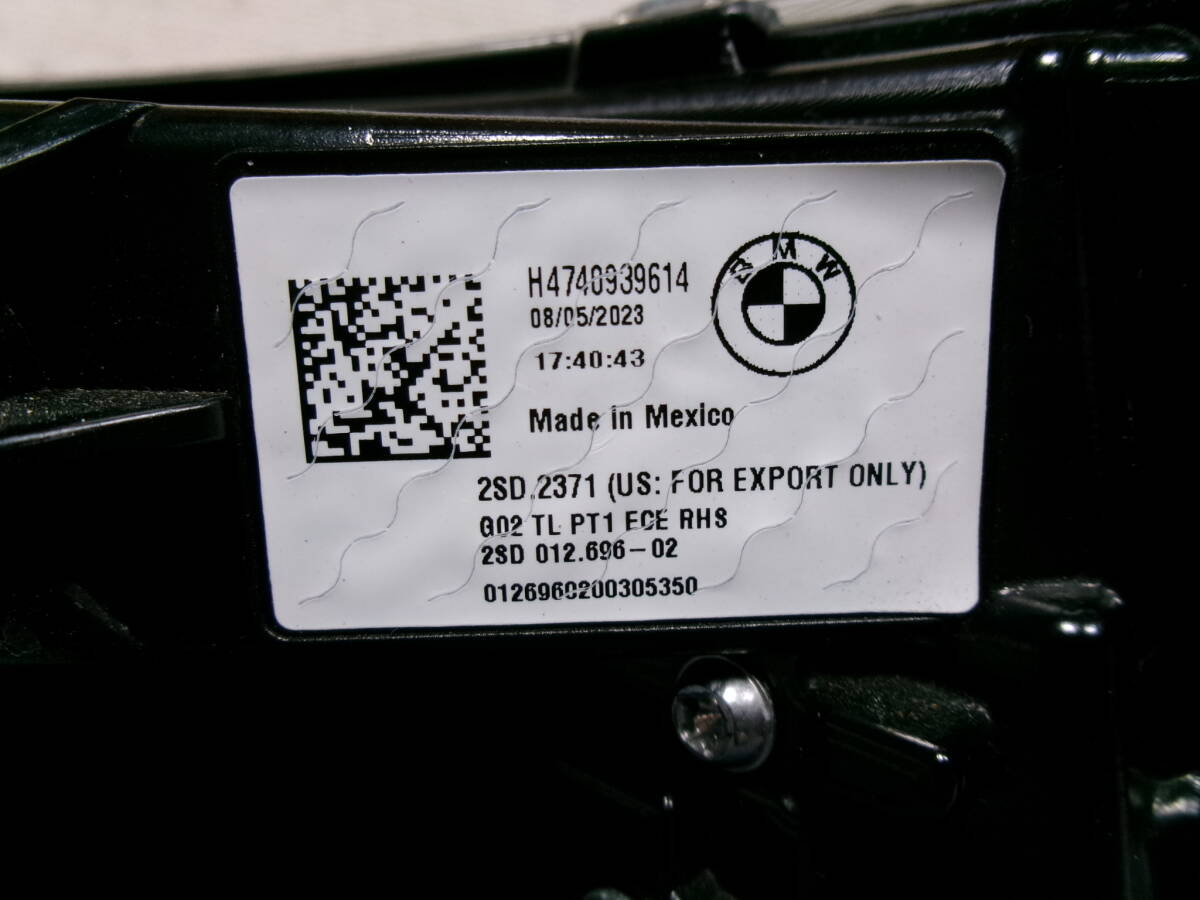 H4740939614
08/05/2023
BMW
17:40:43
Made in Mexico
2SD.2371 (US: FOR EXPORT ONLY)
G02 TL PT1 ECE RHS
2SD 012.696-02
01269600200305350